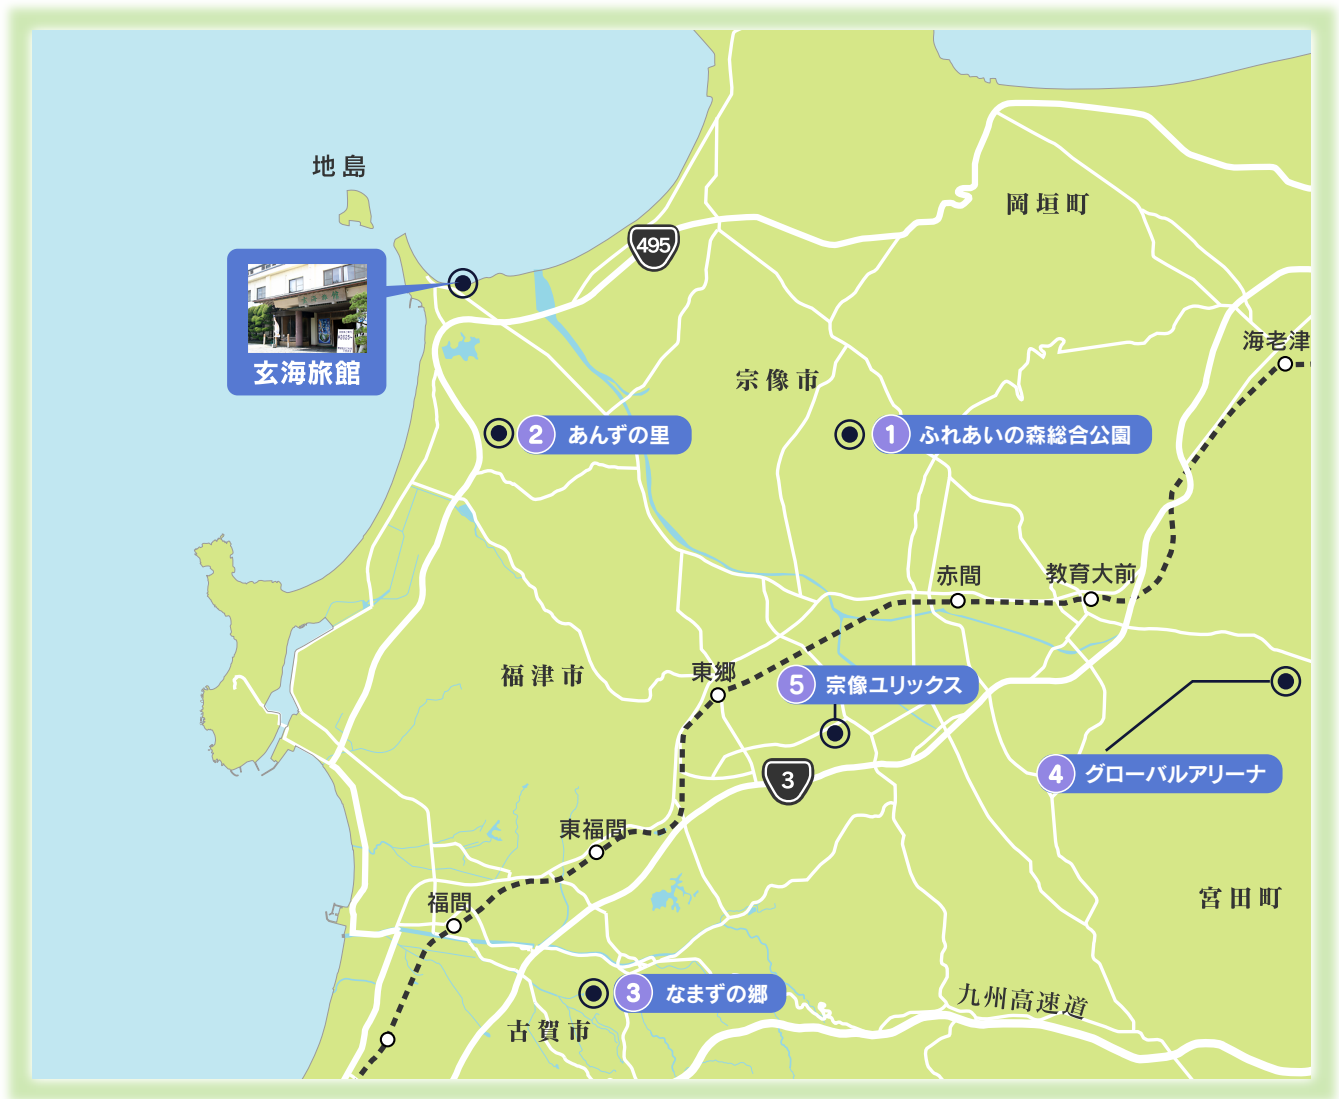 地島
岡垣町
495
海老津
玄海旅館
宗像市
2 あんずの里
1 ふれあいの森総合公園
赤間
教育大前
福津市
東郷
5 宗像ユリックス
3
4 グローバルアリーナ
東福間
福間
宮田町
3 なまずの郷
九州高速道
古賀市